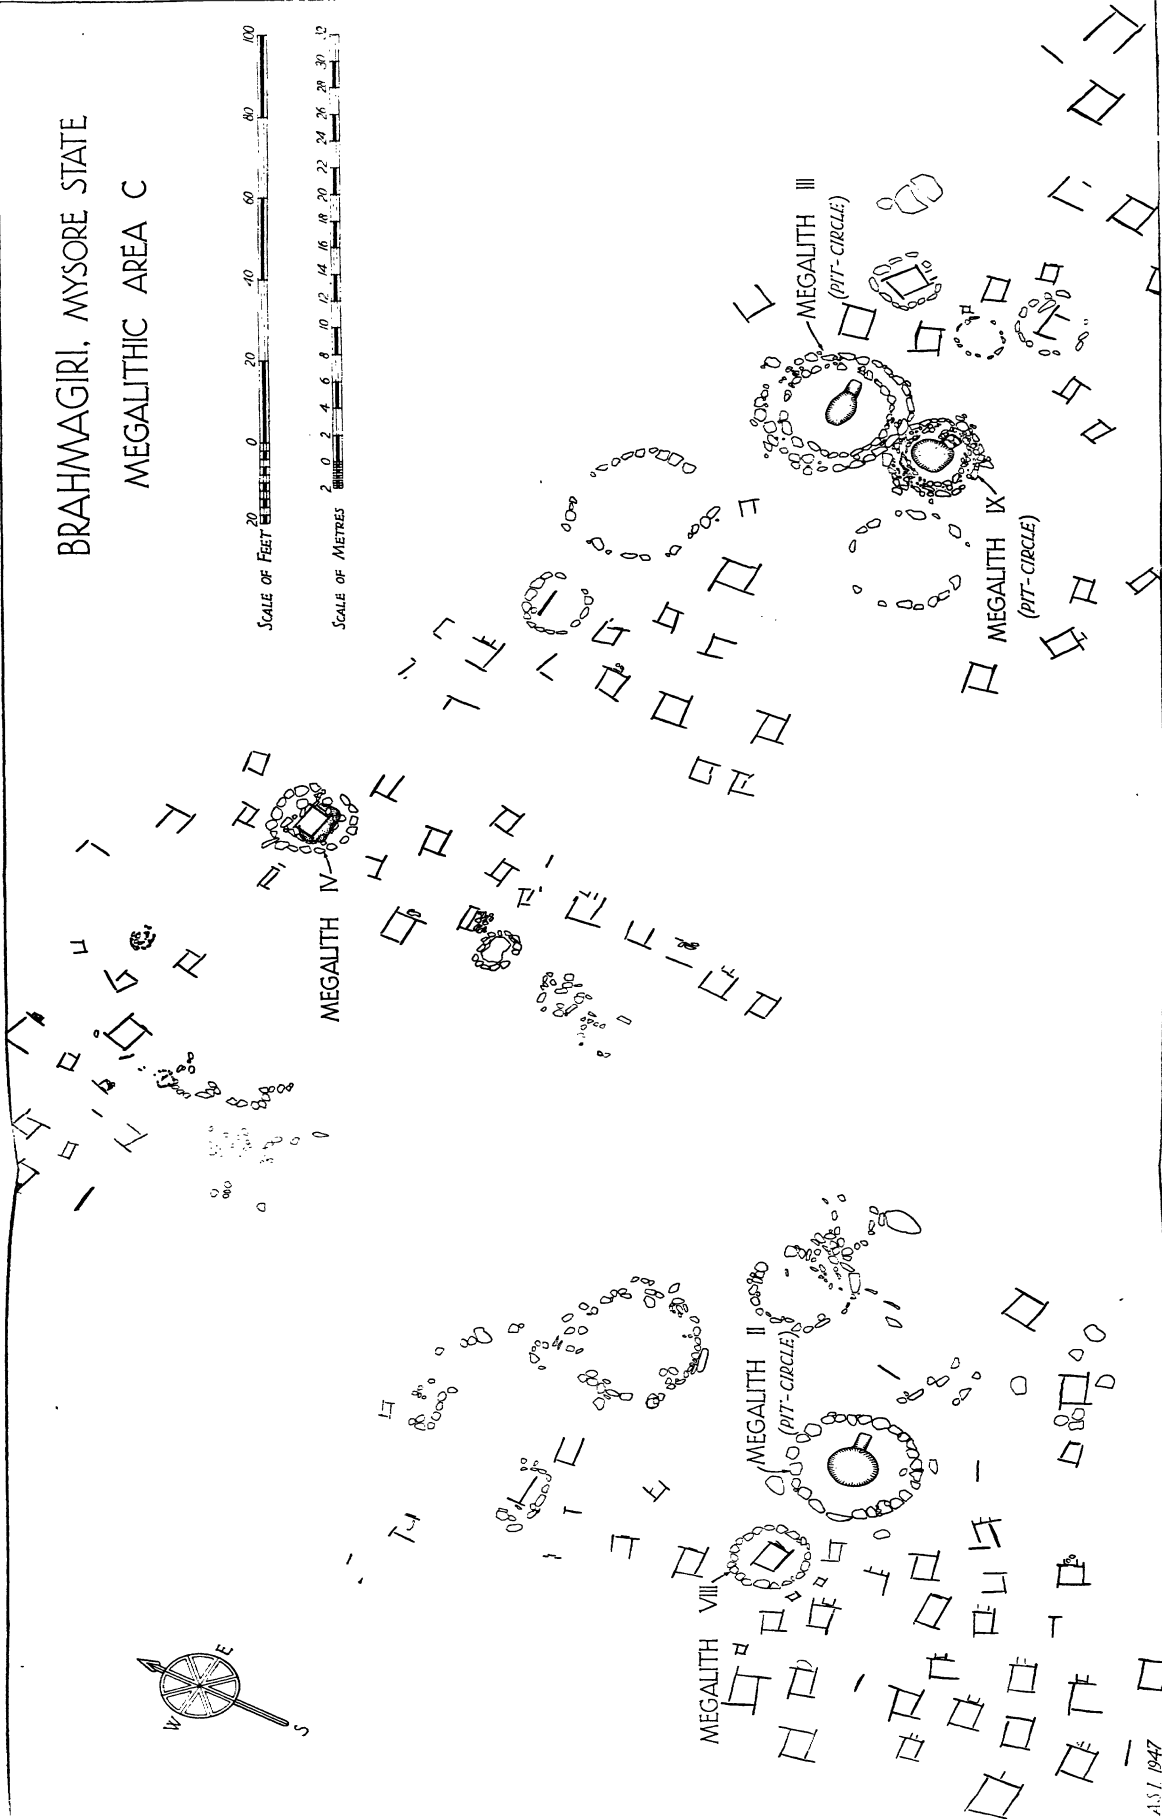 BRAHMAGIRI, MYSORE STATE
MEGALITHIC AREA C
20 0 20 40 60 80 100
SCALE OF FEET
2 0 2 4 6 8 10 12 14 16 18 20 22 24 26 28 30 32
SCALE OF METRES
MEGALITH III
(PIT-CIRCLE)
MEGALITH IX
(PIT-CIRCLE)
MEGALITH IV
MEGALITH II
(PIT-CIRCLE)
MEGALITH VIII
W
E
S
A.S.I. 1947